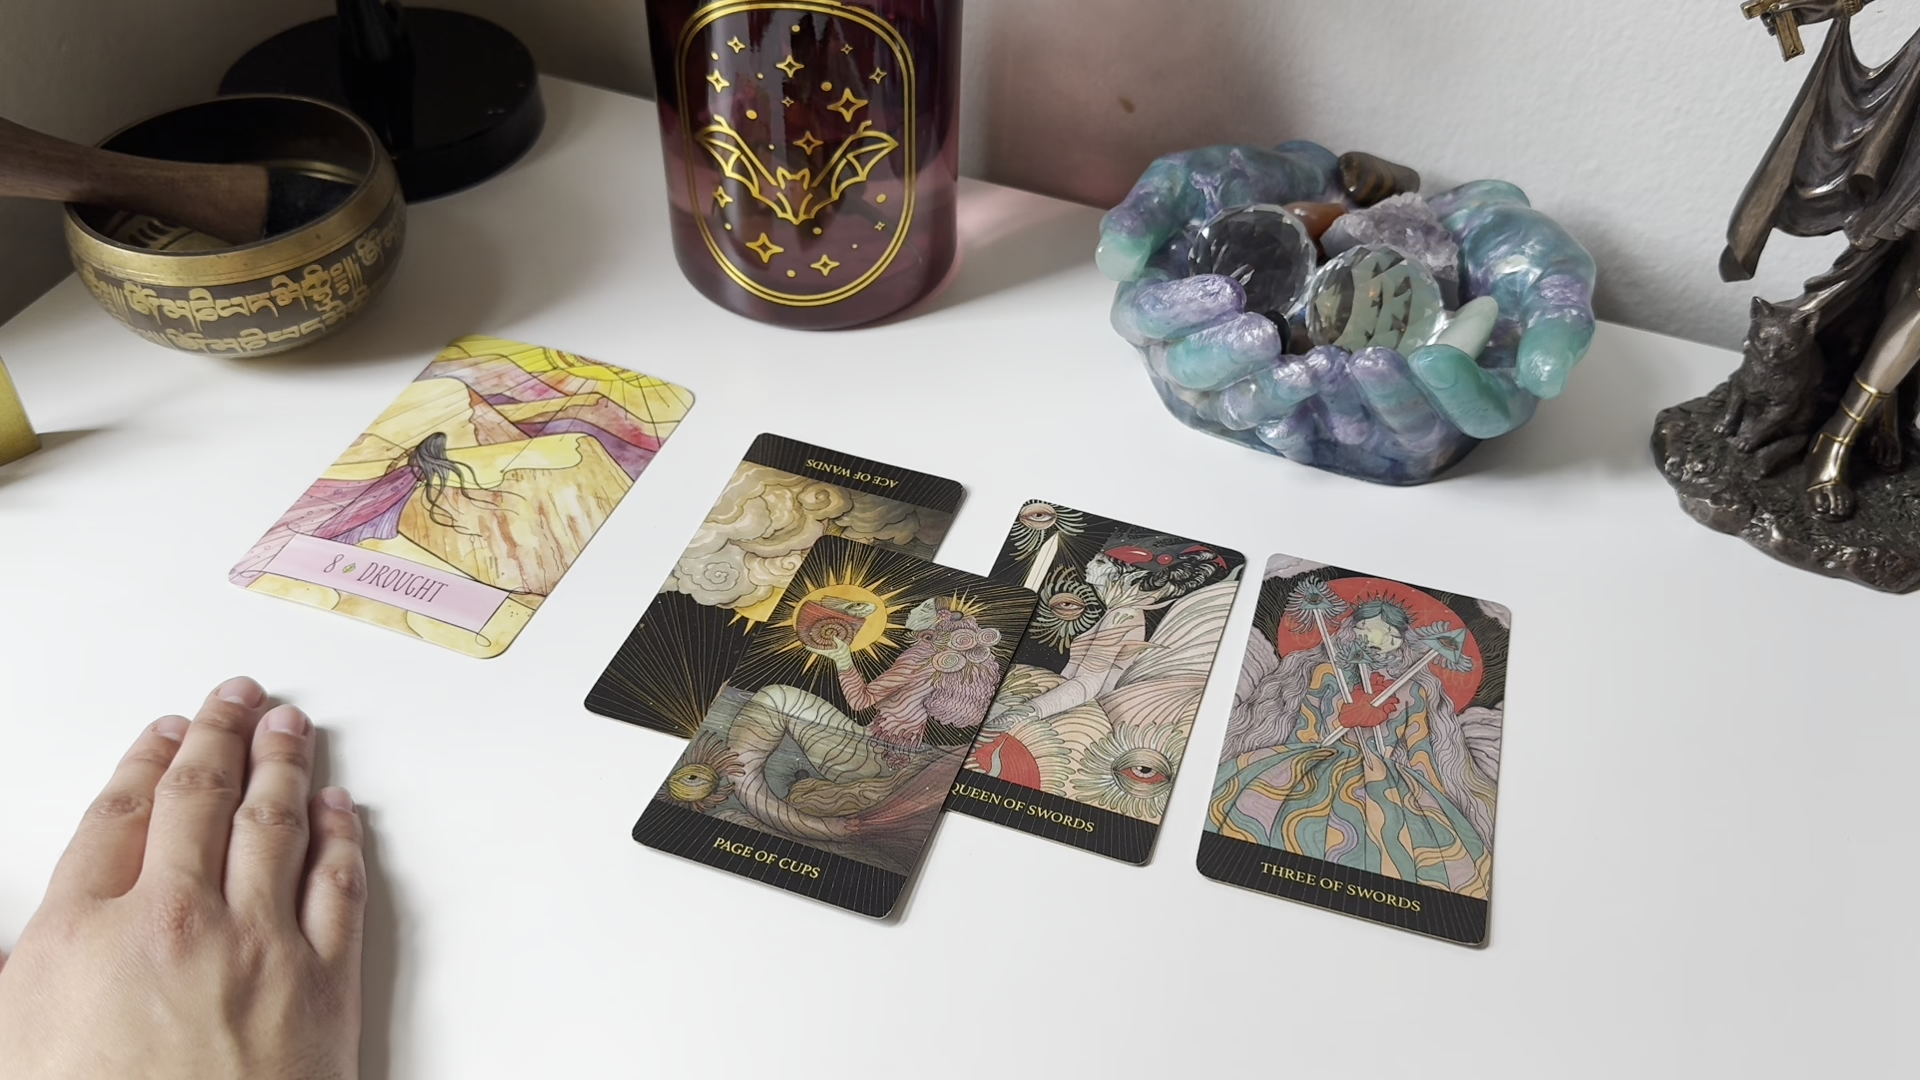 8 DROUGHT
ACE OF WANDS
PAGE OF CUPS
QUEEN OF SWORDS
THREE OF SWORDS